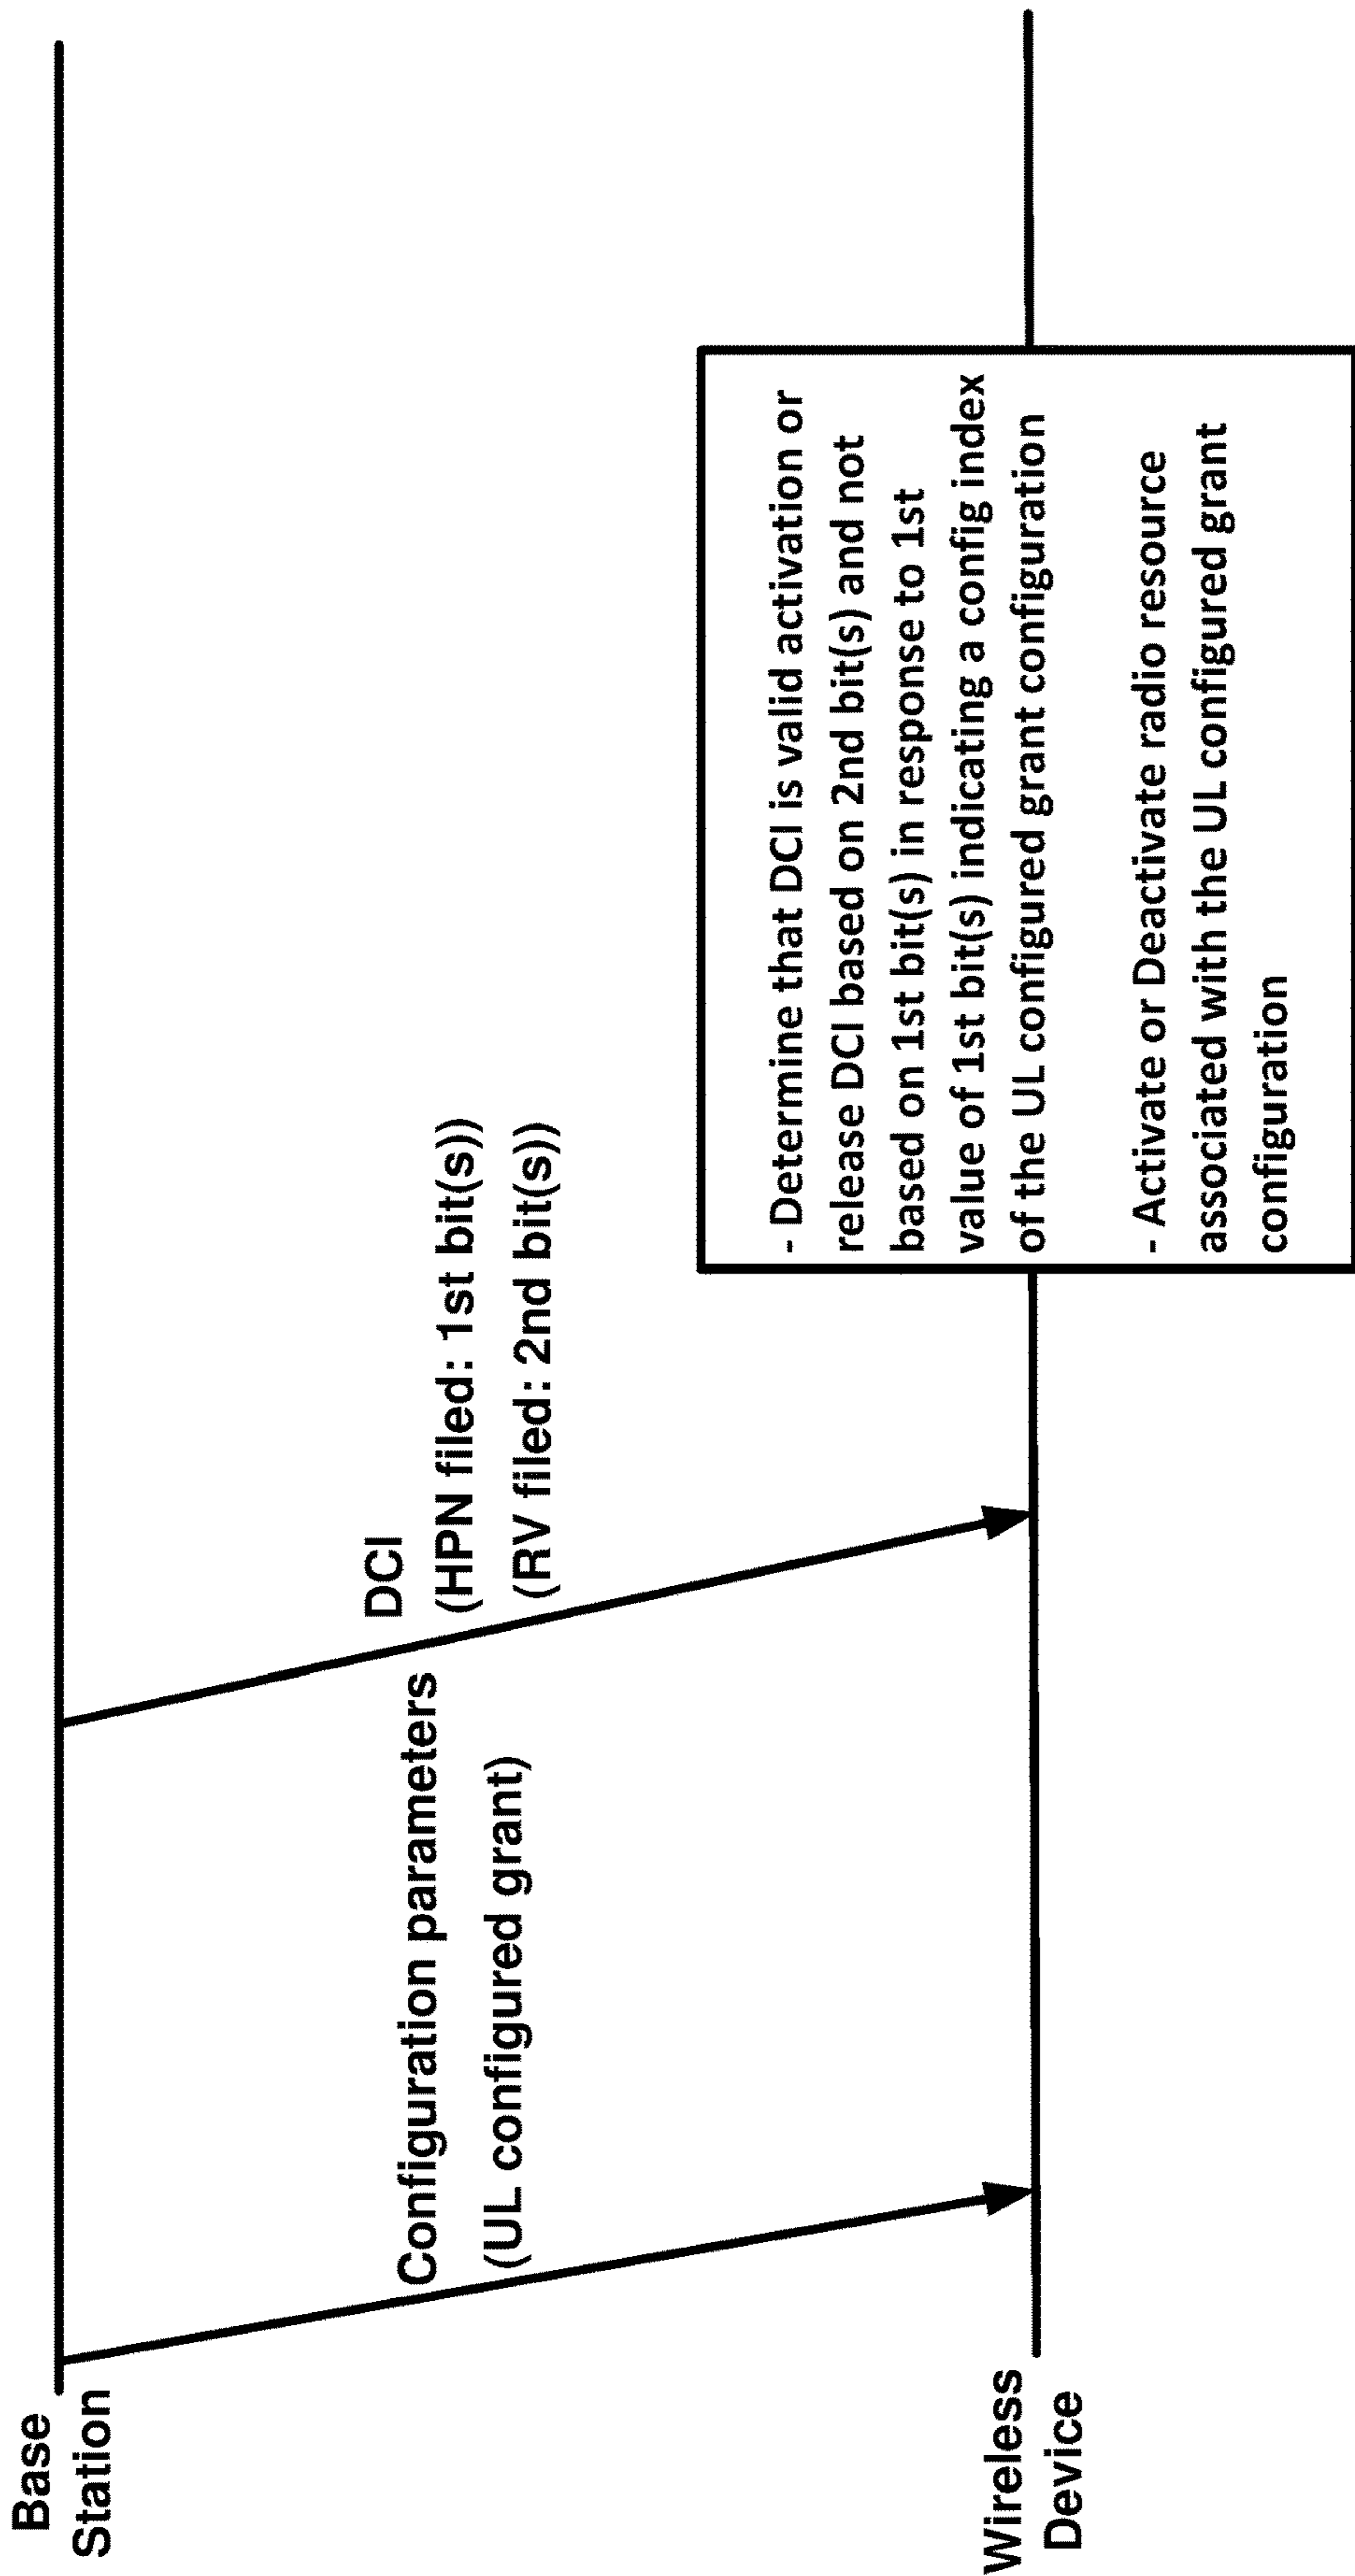 Base
Station
Configuration parameters
(UL configured grant)
DCI
(HPN filed: 1st bit(s))
(RV filed: 2nd bit(s))
Wireless
Device
- Determine that DCI is valid activation or
release DCI based on 2nd bit(s) and not
based on 1st bit(s) in response to 1st
value of 1st bit(s) indicating a config index
of the UL configured grant configuration
- Activate or Deactivate radio resource
associated with the UL configured grant
configuration